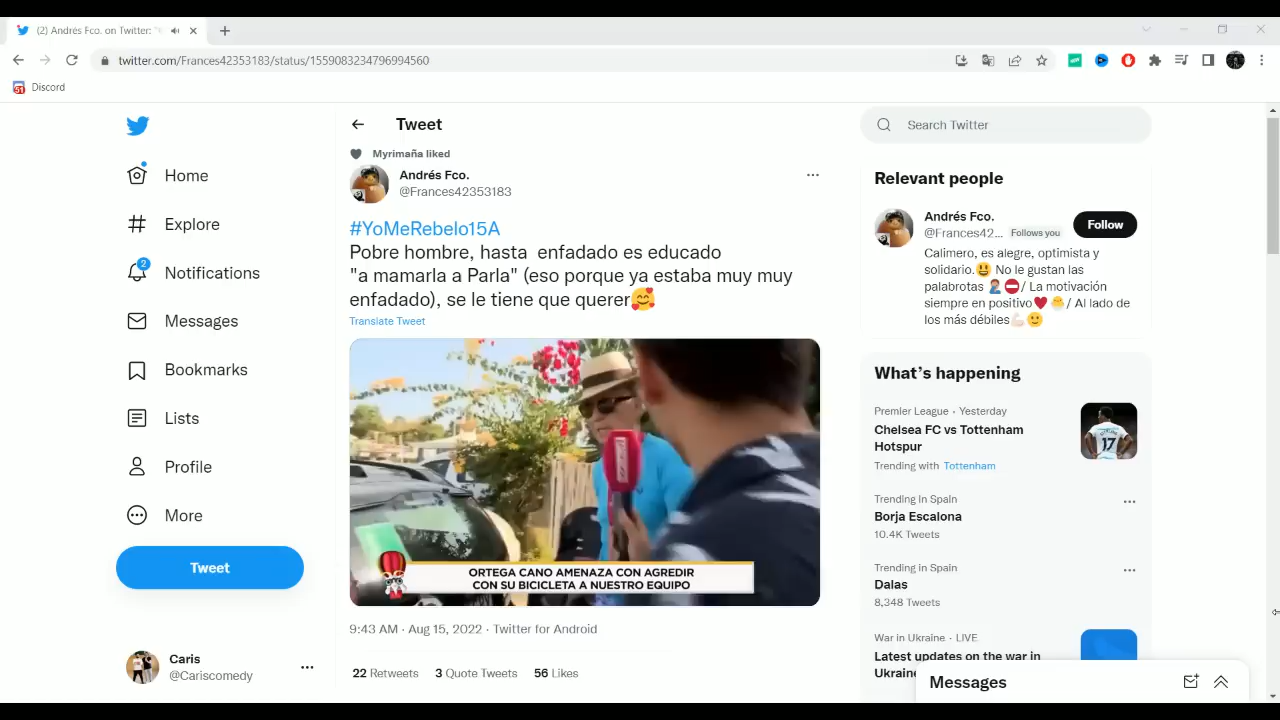 (2) Andrés Fco. on Twitter: "
twitter.com/Frances42353183/status/1559083234796994560
Discord
Home
Explore
2
Notifications
Messages
Bookmarks
Lists
Profile
More
Tweet
Caris
@Cariscomedy
Tweet
Myrimaña liked
Andrés Fco.
@Frances42353183
#YoMeRebelo15A
Pobre hombre, hasta enfadado es educado
"a mamarla a Parla" (eso porque ya estaba muy muy
enfadado), se le tiene que querer🥰
Translate Tweet
ORTEGA CANO AMENAZA CON AGREDIR
CON SU BICICLETA A NUESTRO EQUIPO
9:43 AM · Aug 15, 2022 · Twitter for Android
22 Retweets 3 Quote Tweets 56 Likes
Search Twitter
Relevant people
Andrés Fco.
@Frances42... Follows you
Follow
Calimero, es alegre, optimista y
solidario.😃 No le gustan las
palabrotas 🤦🏻‍♂️⛔/ La motivación
siempre en positivo♥️🐣/ Al lado de
los más débiles💪🏻🙂
What's happening
Premier League · Yesterday
Chelsea FC vs Tottenham
Hotspur
Trending with Tottenham
17
Trending in Spain
Borja Escalona
10.4K Tweets
Trending in Spain
Dalas
8,348 Tweets
War in Ukraine · LIVE
Latest updates on the war in
Ukraine
Messages